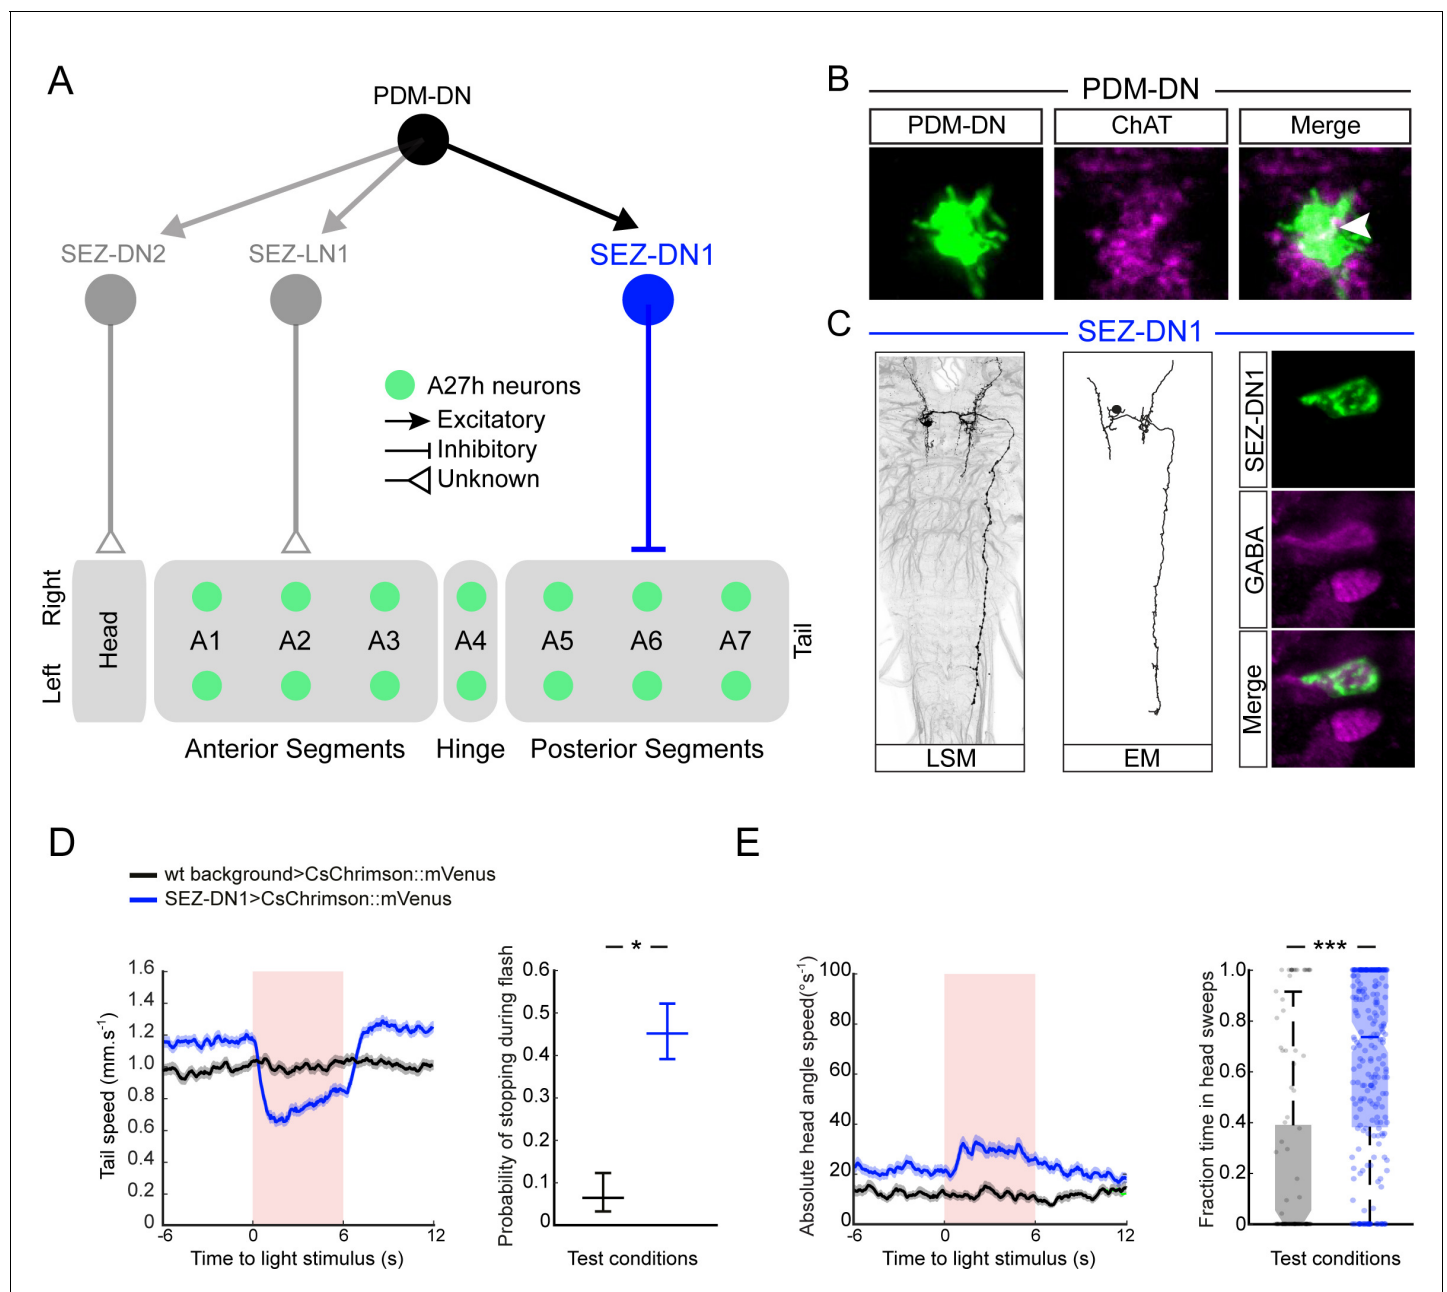 A
PDM-DN
SEZ-DN2
SEZ-LN1
SEZ-DN1
A27h neurons
Excitatory
Inhibitory
Unknown
Right
Left
Head
A1
A2
A3
A4
A5
A6
A7
Tail
Anterior Segments
Hinge
Posterior Segments
B
PDM-DN
PDM-DN
ChAT
Merge
C
SEZ-DN1
LSM
EM
SEZ-DN1
GABA
Merge
D
wt background>CsChrimson::mVenus
SEZ-DN1>CsChrimson::mVenus
Tail speed (mm.s-1)
1.6
1.4
1.2
1.0
0.8
0.6
0.4
0.2
0
-6
0
6
12
Time to light stimulus (s)
*
Probability of stopping during flash
0.6
0.5
0.4
0.3
0.2
0.1
0
Test conditions
E
Absolute head angle speed(°s-1)
100
80
60
40
20
0
-6
0
6
12
Time to light stimulus (s)
***
Fraction time in head sweeps
1.0
0.8
0.6
0.4
0.2
0
Test conditions